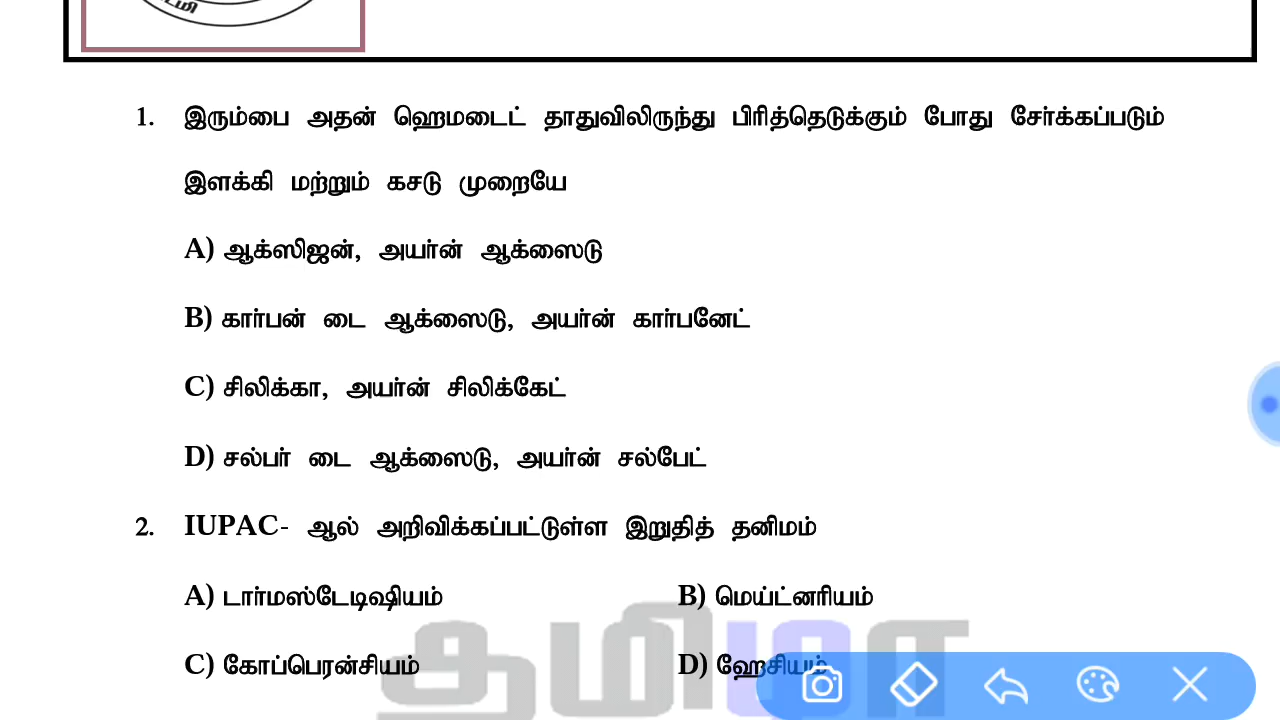 1. இரும்பை அதன் ஹெமடைட் தாதுவிலிருந்து பிரித்தெடுக்கும் போது சேர்க்கப்படும்
இளக்கி மற்றும் கசடு முறையே
A) ஆக்ஸிஜன், அயர்ன் ஆக்ஸைடு
B) கார்பன் டை ஆக்ஸைடு, அயர்ன் கார்பனேட்
C) சிலிக்கா, அயர்ன் சிலிக்கேட்
D) சல்பர் டை ஆக்ஸைடு, அயர்ன் சல்பேட்
2. IUPAC- ஆல் அறிவிக்கப்பட்டுள்ள இறுதித் தனிமம்
A) டார்மஸ்டேடிஷியம் B) மெய்ட்னரியம்
C) கோப்பெரன்சியம் D) ஹேசியம்
தமிழா